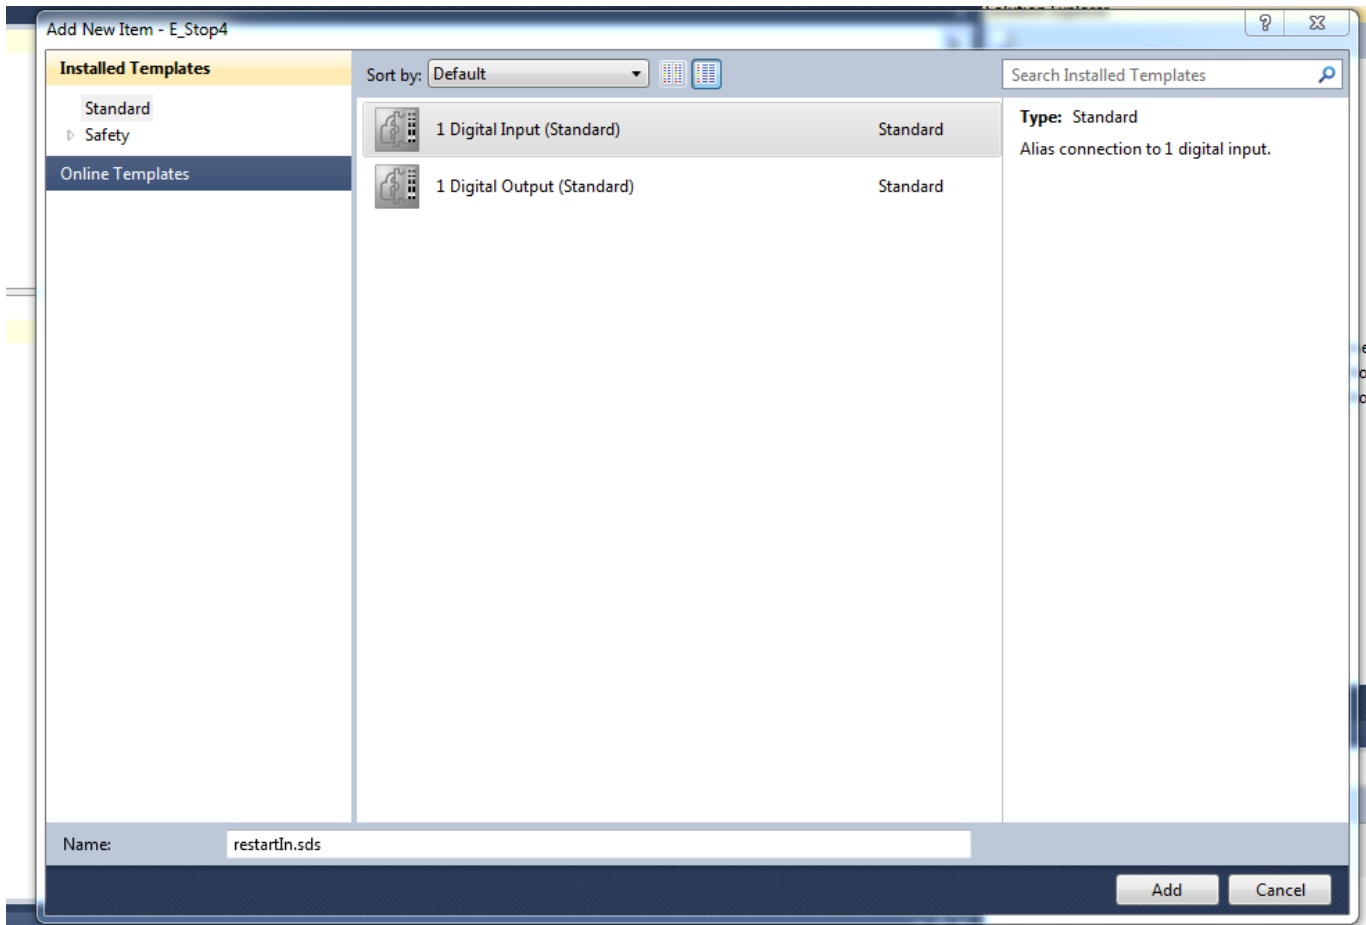 Solution Explorer
Add New Item - E_Stop4
Installed Templates
Standard
Safety
Online Templates
Sort by: Default
1 Digital Input (Standard) Standard
1 Digital Output (Standard) Standard
Search Installed Templates
Type: Standard
Alias connection to 1 digital input.
Name: restartIn.sds
Add Cancel